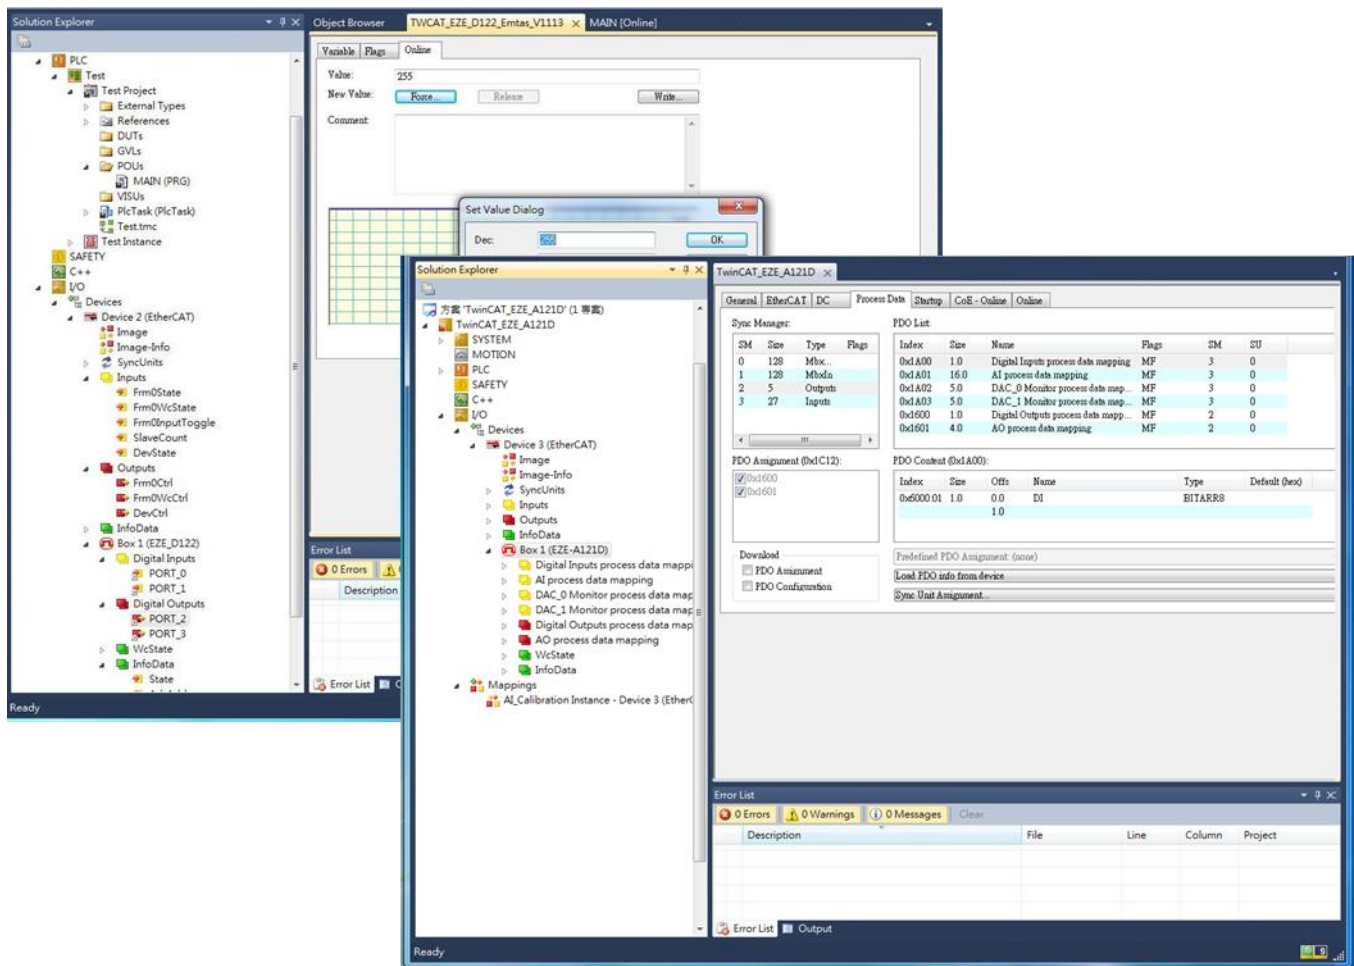 Solution Explorer
PLC
Test
Test Project
External Types
References
DUTs
GVLs
POUs
MAIN (PRG)
VISUs
PlcTask (PlcTask)
Test.tmc
Test Instance
SAFETY
C++
I/O
Devices
Device 2 (EtherCAT)
Image
Image-Info
SyncUnits
Inputs
Frm0State
Frm0WcState
Frm0InputToggle
SlaveCount
DevState
Outputs
Frm0Ctrl
Frm0WcCtrl
DevCtrl
InfoData
Box 1 (EZE_D122)
Digital Inputs
PORT_0
PORT_1
Digital Outputs
PORT_2
PORT_3
WcState
InfoData
State
Ready
Object Browser TWCAT_EZE_D122_Emtas_V1113 MAIN [Online]
Variable Flags Online
Value: 255
New Value: Force... Release Write...
Comment:
Set Value Dialog
Dec: 255 OK
Error List
0 Errors
Description
Error List
Solution Explorer
方案 'TwinCAT_EZE_A121D' (1 專案)
TwinCAT_EZE_A121D
SYSTEM
MOTION
PLC
SAFETY
C++
I/O
Devices
Device 3 (EtherCAT)
Image
Image-Info
SyncUnits
Inputs
Outputs
InfoData
Box 1 (EZE-A121D)
Digital Inputs process data mappi
AI process data mapping
DAC_0 Monitor process data map
DAC_1 Monitor process data map
Digital Outputs process data map
AO process data mapping
WcState
InfoData
Mappings
AI_Calibration Instance - Device 3 (Ether
Ready
TwinCAT_EZE_A121D
General EtherCAT DC Process Data Startup CoE - Online Online
Sync Manager:
SM Size Type Flags
0 128 Mbx...
1 128 MbxIn
2 5 Outputs
3 27 Inputs
PDO List:
Index Size Name Flags SM SU
0x1A00 1.0 Digital Inputs process data mapping MF 3 0
0x1A01 16.0 AI process data mapping MF 3 0
0x1A02 5.0 DAC_0 Monitor process data map... MF 3 0
0x1A03 5.0 DAC_1 Monitor process data map... MF 3 0
0x1600 1.0 Digital Outputs process data mapp... MF 2 0
0x1601 4.0 AO process data mapping MF 2 0
PDO Assignment (0x1C12):
0x1600
0x1601
PDO Content (0x1A00):
Index Size Offs Name Type Default (hex)
0x6000:01 1.0 0.0 DI BITARR8
1.0
Download
PDO Assignment
PDO Configuration
Predefined PDO Assignment: (none)
Load PDO info from device
Sync Unit Assignment...
Error List
0 Errors 0 Warnings 0 Messages Clear
Description File Line Column Project
Error List Output